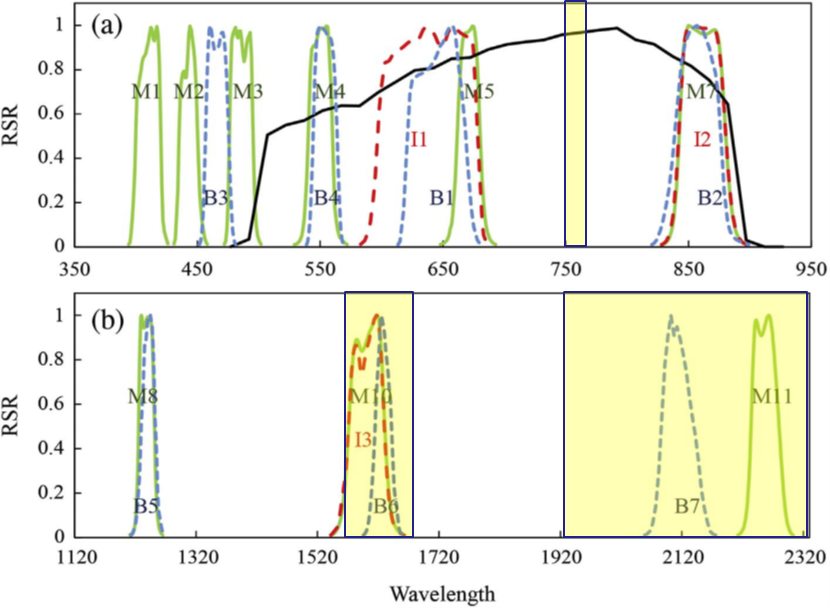 (a)
RSR
1
0.8
0.6
0.4
0.2
0
M1 M2 M3 M4 M5 M7
I1 I2
B3 B4 B1 B2
350 450 550 650 750 850 950
(b)
RSR
1
0.8
0.6
0.4
0.2
0
M8 M10 M11
I3
B5 B6 B7
1120 1320 1520 1720 1920 2120 2320
Wavelength